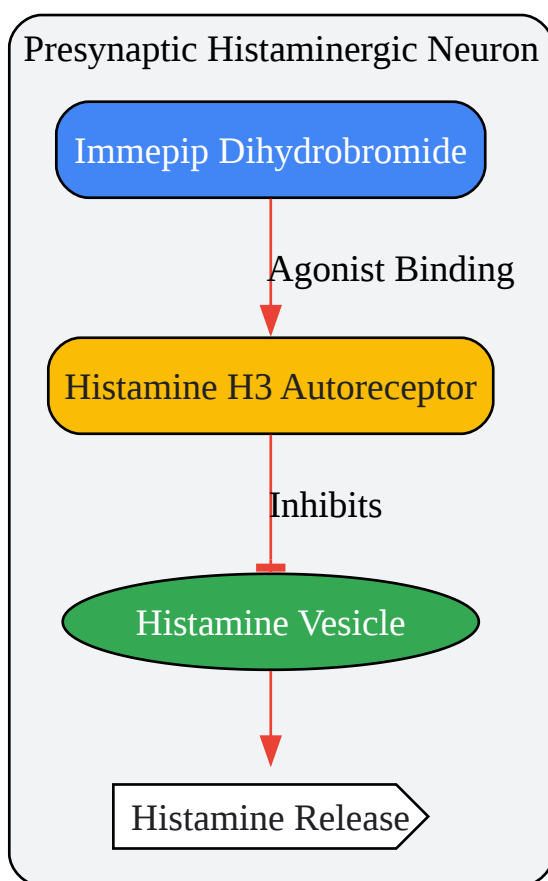 Presynaptic Histaminergic Neuron
Immepip Dihydrobromide
Agonist Binding
Histamine H3 Autoreceptor
Inhibits
Histamine Vesicle
Histamine Release